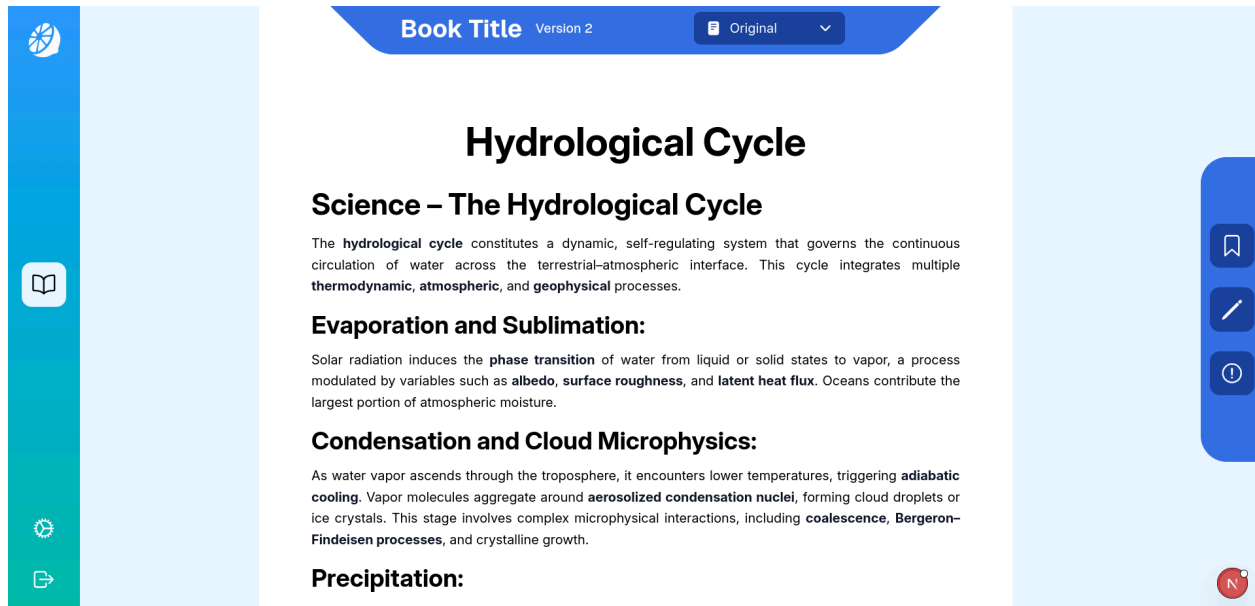 Book Title Version 2 Original
Hydrological Cycle
Science – The Hydrological Cycle
The hydrological cycle constitutes a dynamic, self-regulating system that governs the continuous
circulation of water across the terrestrial–atmospheric interface. This cycle integrates multiple
thermodynamic, atmospheric, and geophysical processes.
Evaporation and Sublimation:
Solar radiation induces the phase transition of water from liquid or solid states to vapor, a process
modulated by variables such as albedo, surface roughness, and latent heat flux. Oceans contribute the
largest portion of atmospheric moisture.
Condensation and Cloud Microphysics:
As water vapor ascends through the troposphere, it encounters lower temperatures, triggering adiabatic
cooling. Vapor molecules aggregate around aerosolized condensation nuclei, forming cloud droplets or
ice crystals. This stage involves complex microphysical interactions, including coalescence, Bergeron–
Findeisen processes, and crystalline growth.
Precipitation:
N